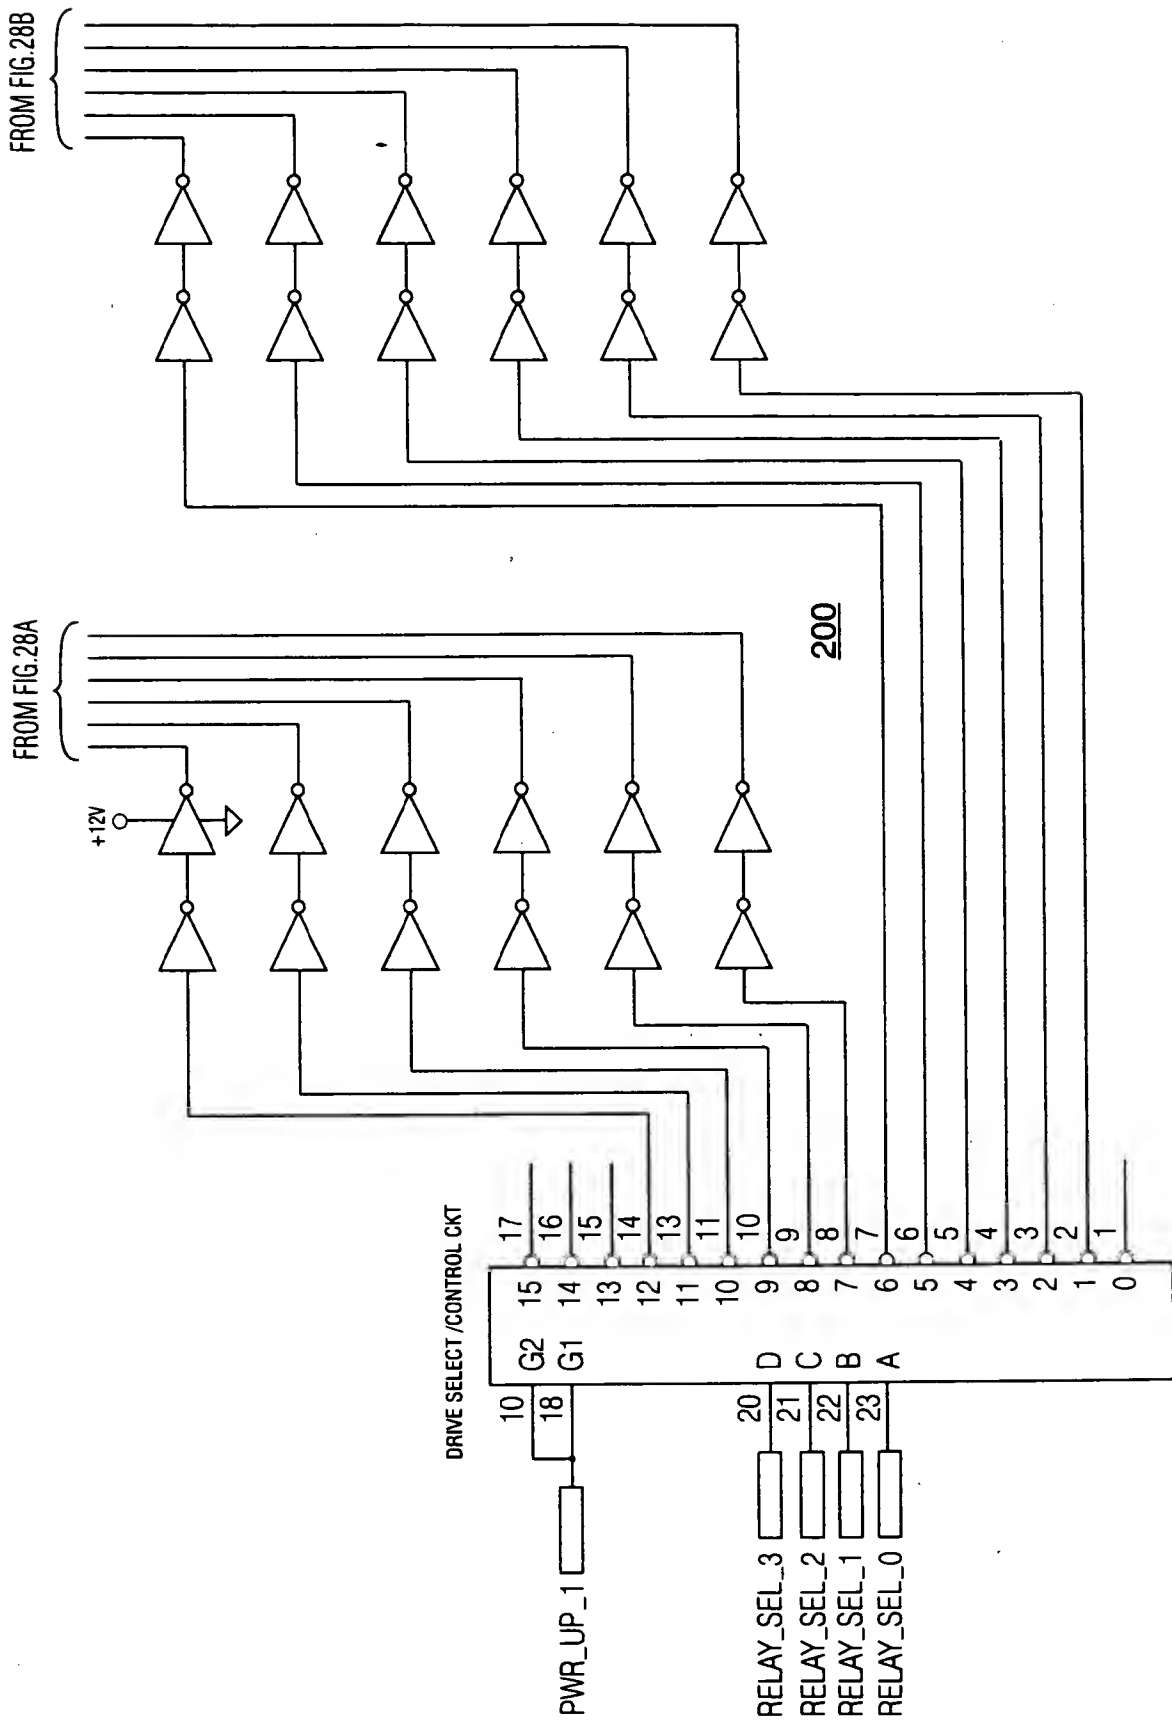 FROM FIG.28A
FROM FIG.28B
+12V
DRIVE SELECT /CONTROL CKT
10 G2 15 17
PWR_UP_1 18 G1 14 16
13 15
12 14
11 13
10 11
RELAY_SEL_3 20 D 9 10
RELAY_SEL_2 21 C 8 9
200
RELAY_SEL_1 22 B 7 8
RELAY_SEL_0 23 A 6 7
5 6
4 5
3 4
2 3
1 2
0 1